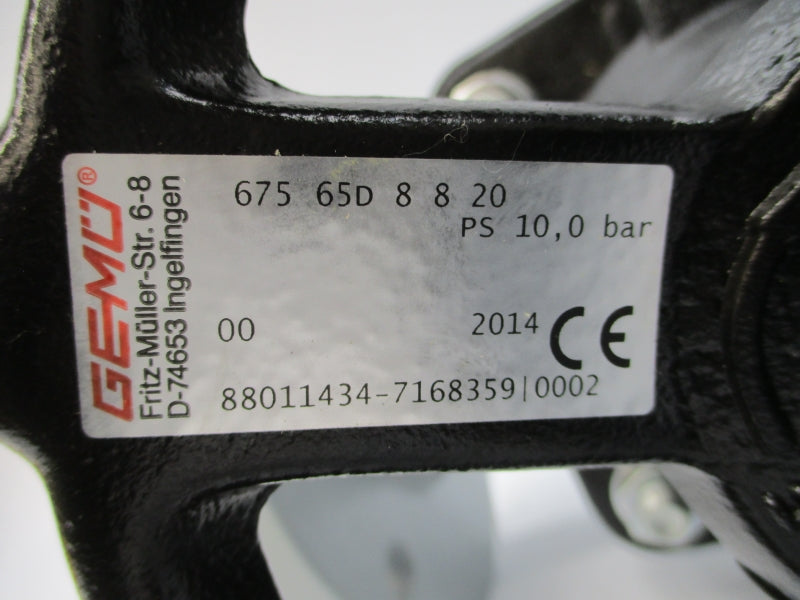 GEMÜ®
Fritz-Müller-Str. 6-8
D-74653 Ingelfingen
675 65D 8 8 20
PS 10,0 bar
00
2014 CE
88011434-7168359|0002